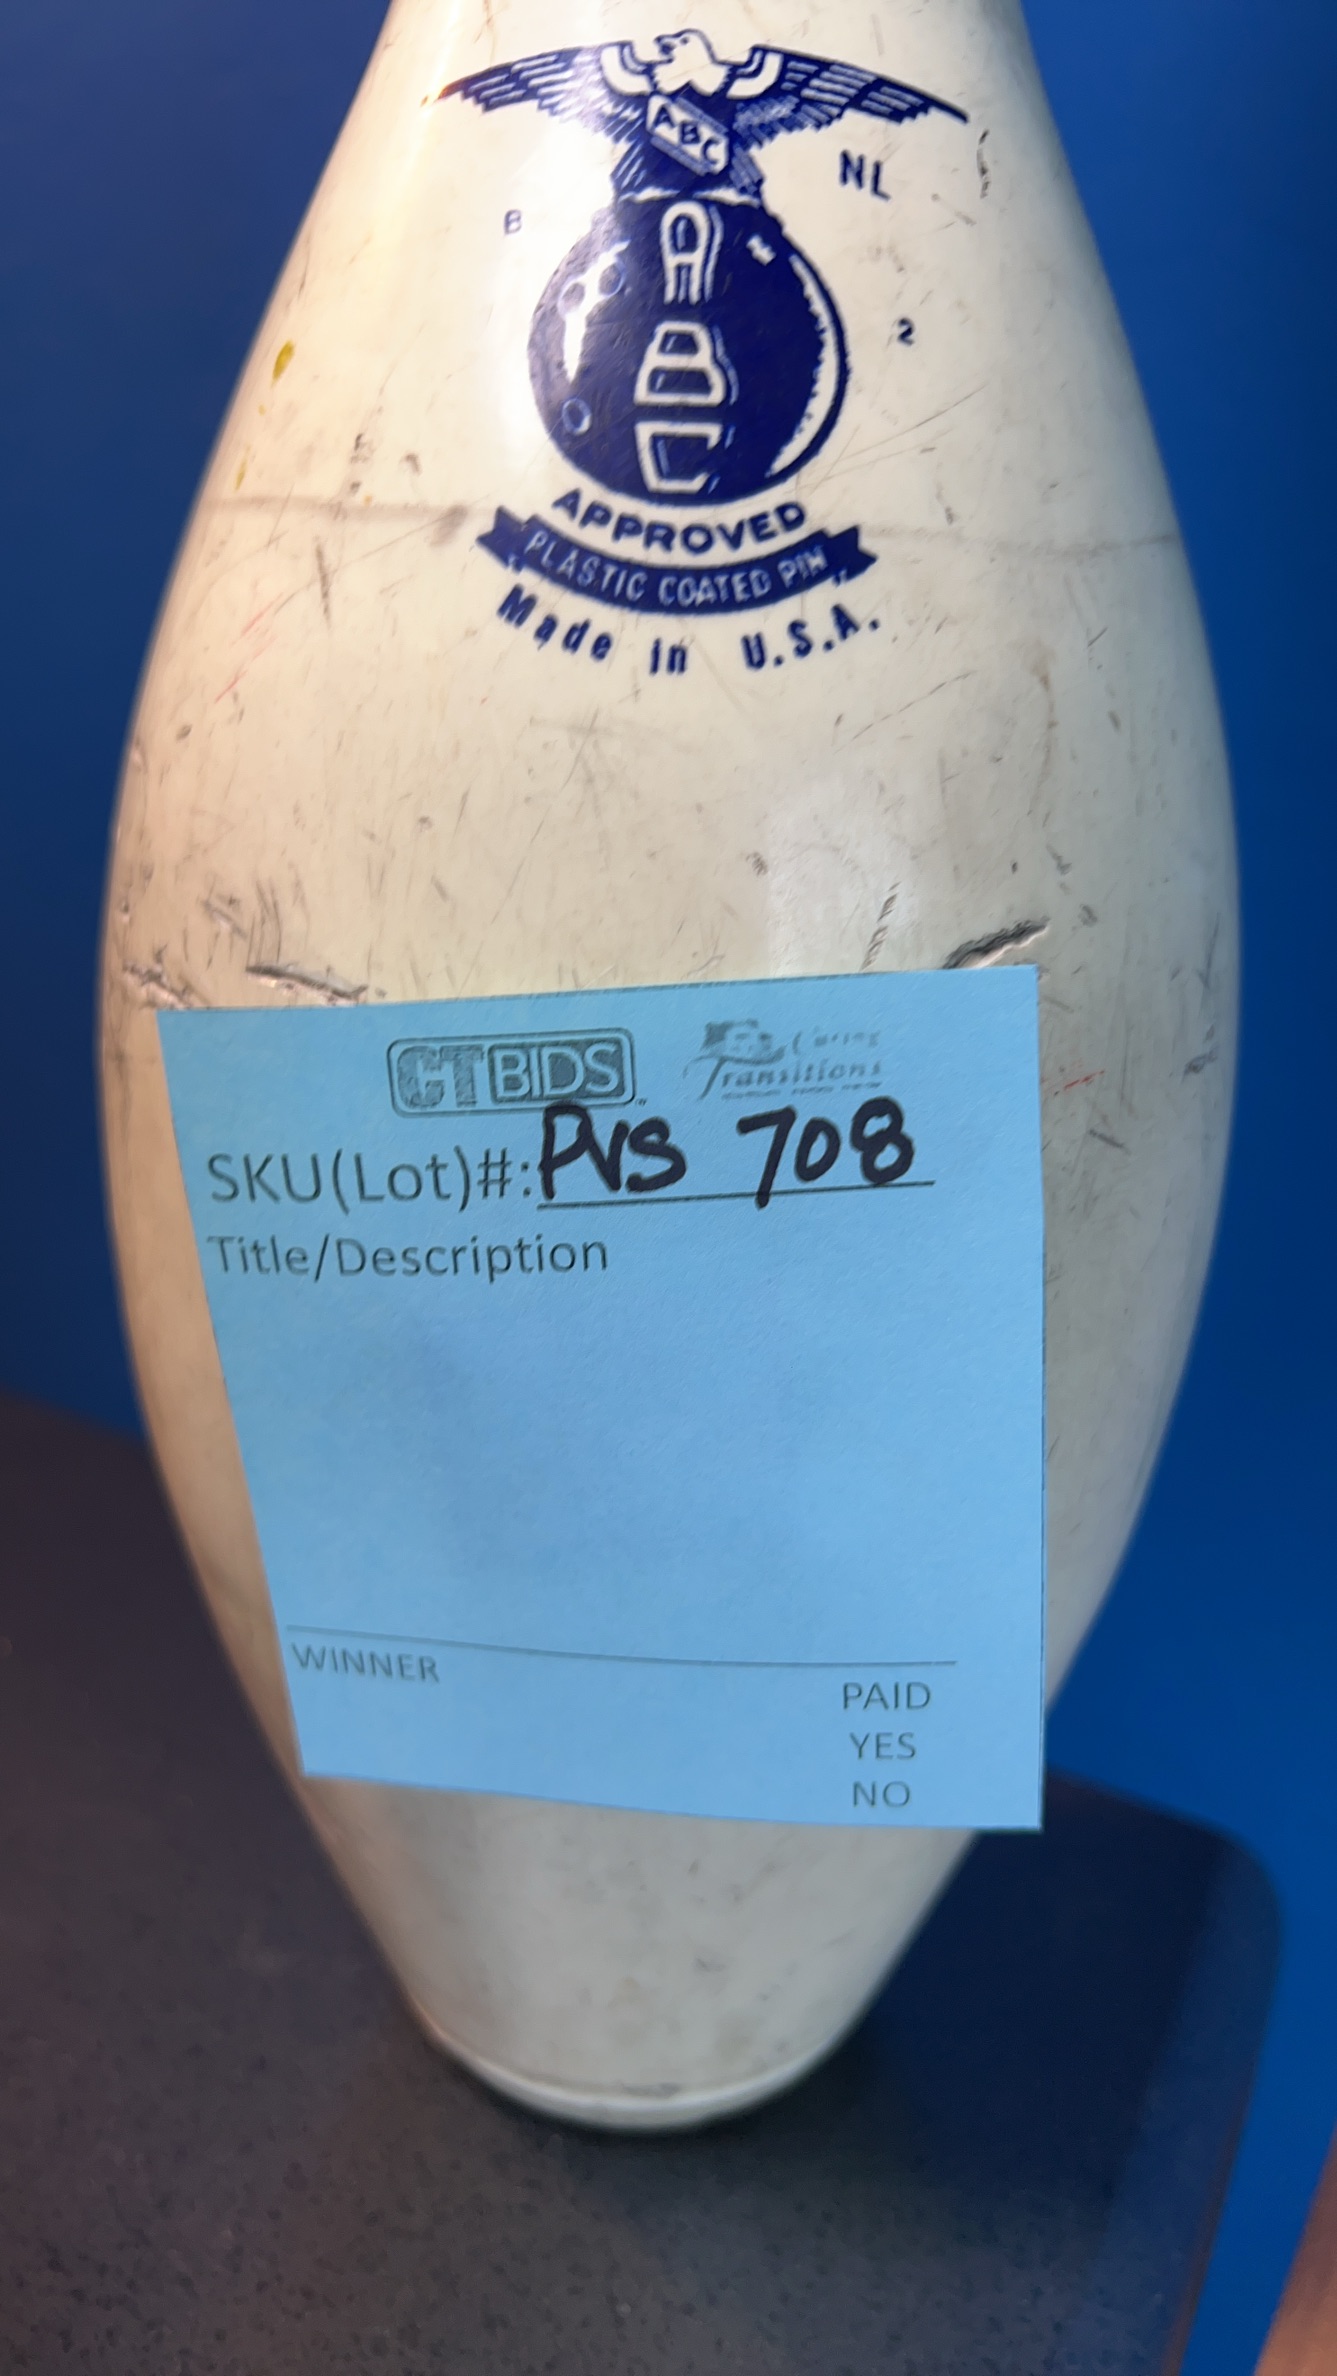 ABC
NL
B
ABC
2
APPROVED
"PLASTIC COATED PIN"
Made in U.S.A.
CTBIDS Caring
Transitions
SKU(Lot)#: PVS 708
Title/Description
WINNER
PAID
YES
NO